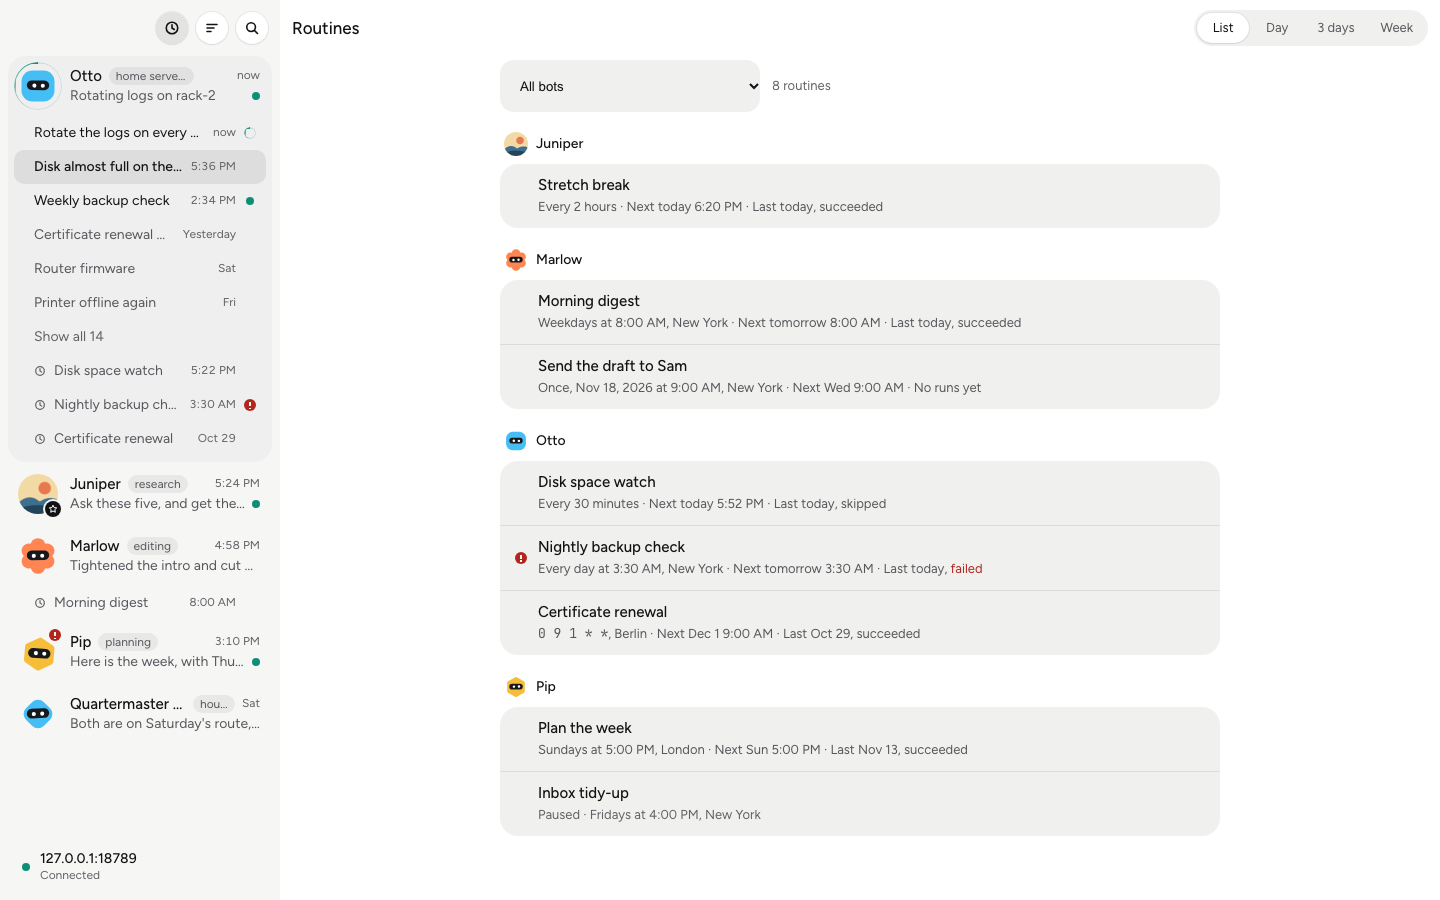 Otto home serve... now
Rotating logs on rack-2
Rotate the logs on every ... now
Disk almost full on the... 5:36 PM
Weekly backup check 2:34 PM
Certificate renewal ... Yesterday
Router firmware Sat
Printer offline again Fri
Show all 14
Disk space watch 5:22 PM
Nightly backup ch... 3:30 AM
Certificate renewal Oct 29
Juniper research 5:24 PM
Ask these five, and get the...
Marlow editing 4:58 PM
Tightened the intro and cut ...
Morning digest 8:00 AM
Pip planning 3:10 PM
Here is the week, with Thu...
Quartermaster ... hou... Sat
Both are on Saturday's route,...
127.0.0.1:18789
Connected
Routines
List Day 3 days Week
All bots 8 routines
Juniper
Stretch break
Every 2 hours · Next today 6:20 PM · Last today, succeeded
Marlow
Morning digest
Weekdays at 8:00 AM, New York · Next tomorrow 8:00 AM · Last today, succeeded
Send the draft to Sam
Once, Nov 18, 2026 at 9:00 AM, New York · Next Wed 9:00 AM · No runs yet
Otto
Disk space watch
Every 30 minutes · Next today 5:52 PM · Last today, skipped
Nightly backup check
Every day at 3:30 AM, New York · Next tomorrow 3:30 AM · Last today, failed
Certificate renewal
0 9 1 * *, Berlin · Next Dec 1 9:00 AM · Last Oct 29, succeeded
Pip
Plan the week
Sundays at 5:00 PM, London · Next Sun 5:00 PM · Last Nov 13, succeeded
Inbox tidy-up
Paused · Fridays at 4:00 PM, New York